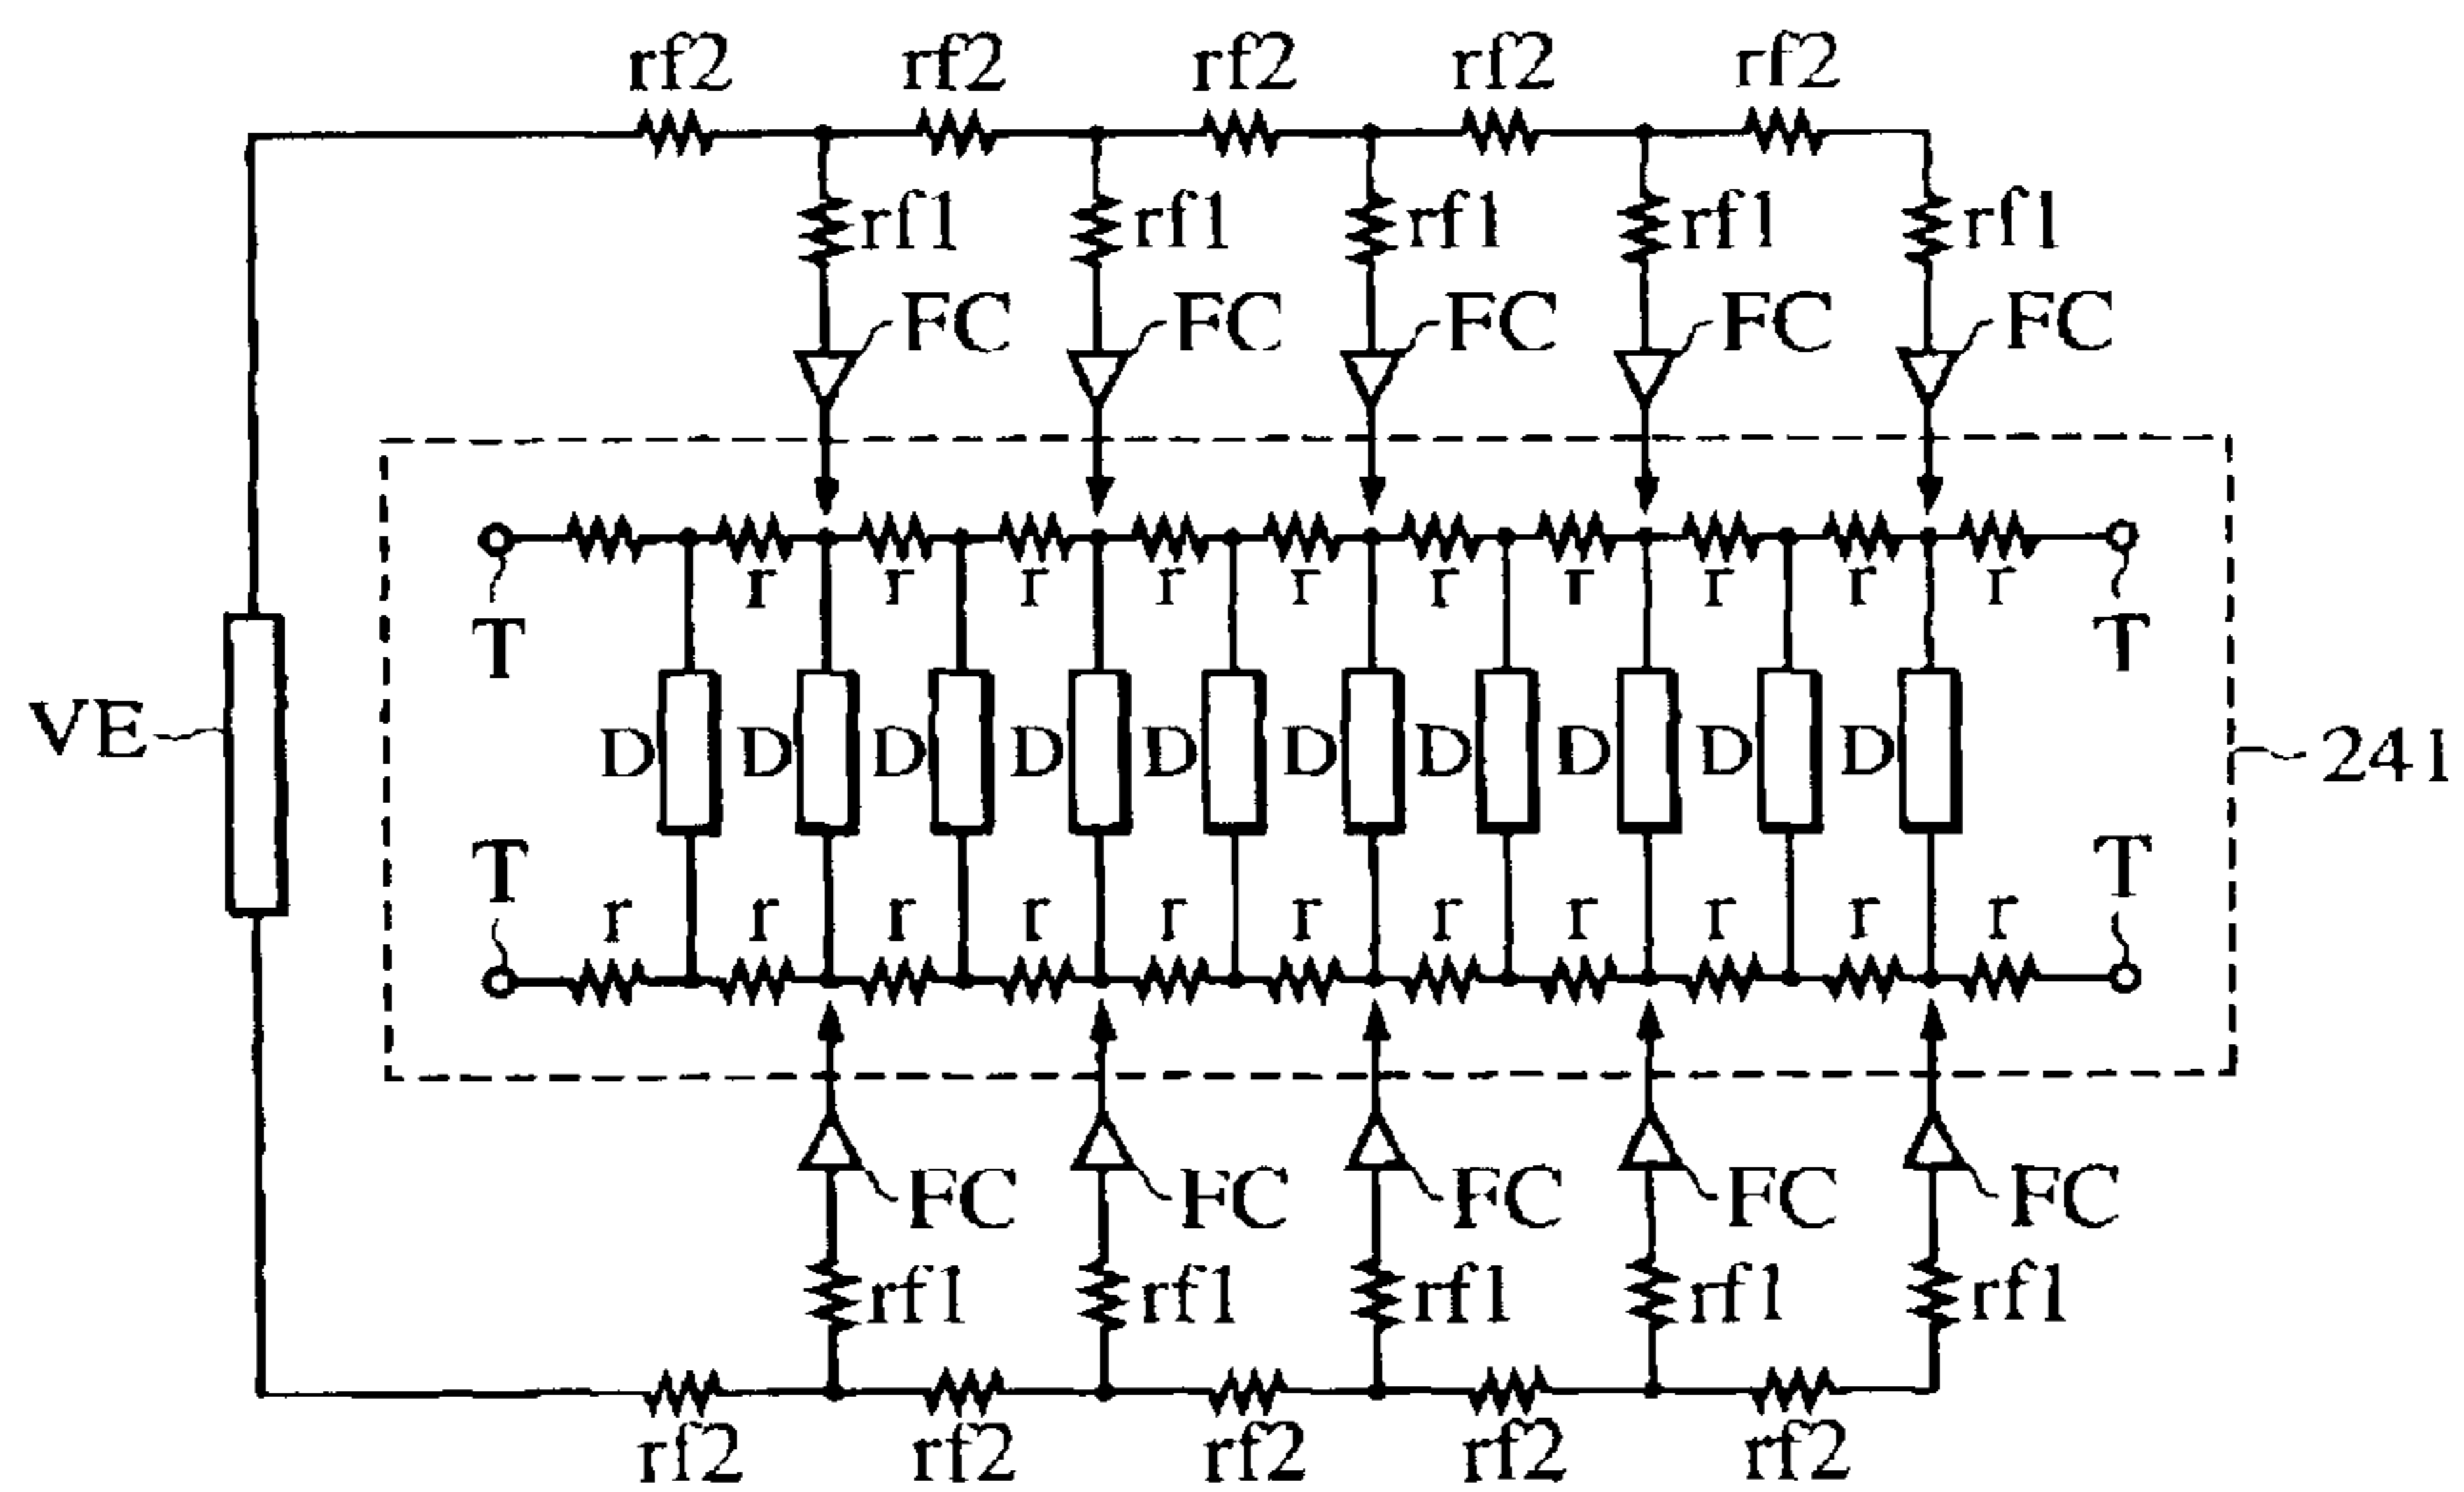 rf2 rf2 rf2 rf2 rf2
rf1 rf1 rf1 rf1 rf1
FC FC FC FC FC
r r r r r r r r r r
T T
VE D D D D D D D D D D 241
T T
r r r r r r r r r r r
FC FC FC FC FC
rf1 rf1 rf1 rf1 rf1
rf2 rf2 rf2 rf2 rf2